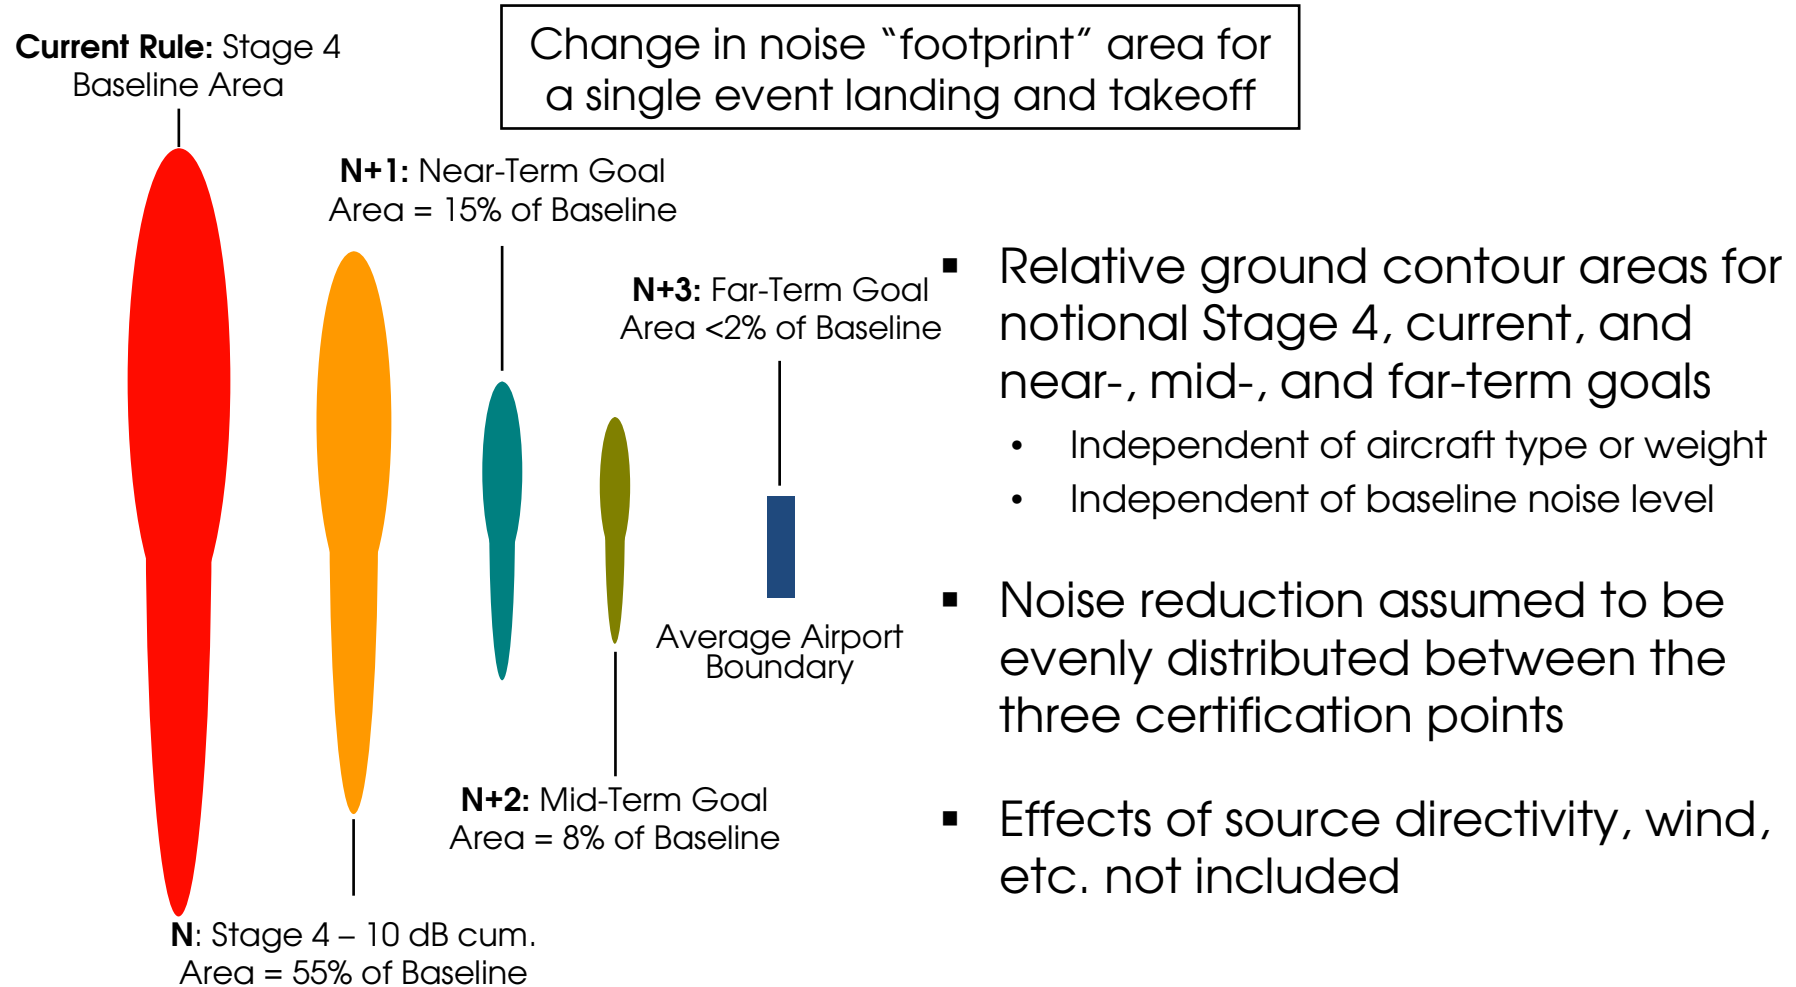 Change in noise “footprint” area for
a single event landing and takeoff
Current Rule: Stage 4
Baseline Area
N+1: Near-Term Goal
Area = 15% of Baseline
N+3: Far-Term Goal
Area <2% of Baseline
Average Airport
Boundary
N+2: Mid-Term Goal
Area = 8% of Baseline
N: Stage 4 – 10 dB cum.
Area = 55% of Baseline
▪ Relative ground contour areas for
notional Stage 4, current, and
near-, mid-, and far-term goals
• Independent of aircraft type or weight
• Independent of baseline noise level
▪ Noise reduction assumed to be
evenly distributed between the
three certification points
▪ Effects of source directivity, wind,
etc. not included